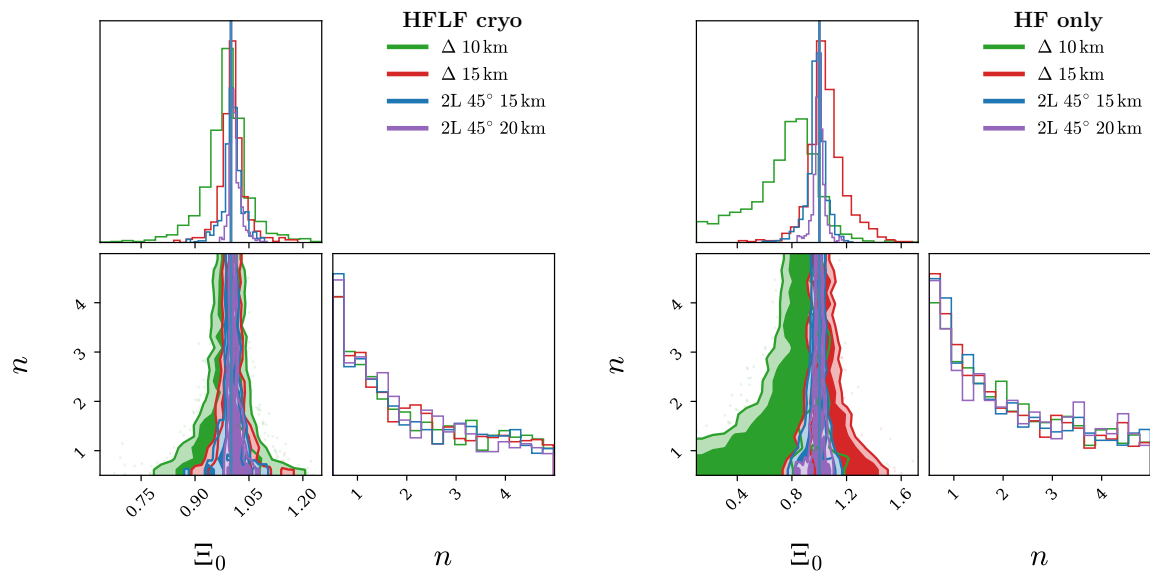 HFLF cryo
Δ 10 km
Δ 15 km
2L 45° 15 km
2L 45° 20 km
n
4
3
2
1
0.75 0.90 1.05 1.20
1 2 3 4
Ξ₀
n
HF only
Δ 10 km
Δ 15 km
2L 45° 15 km
2L 45° 20 km
n
4
3
2
1
0.4 0.8 1.2 1.6
1 2 3 4
Ξ₀
n